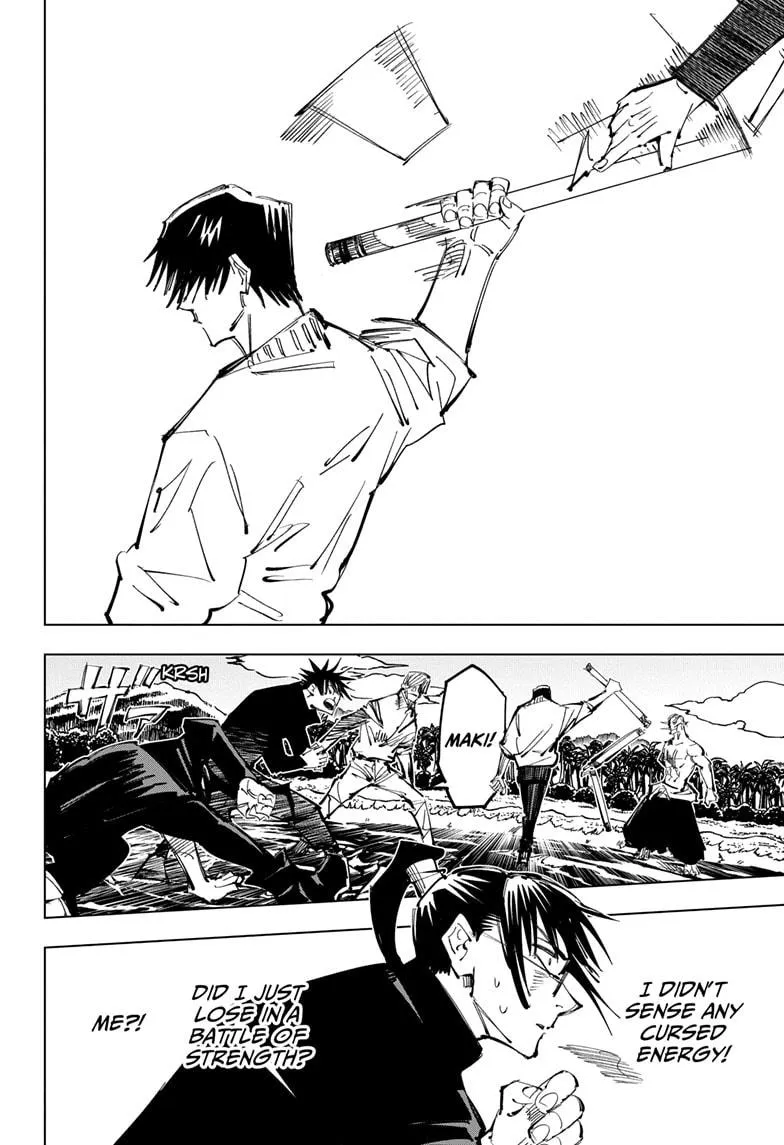 MAKI!
KRSH
I DIDN'T
SENSE ANY
CURSED
ENERGY!
DID I JUST
LOSE IN A
BATTLE OF
STRENGTH?
ME?!